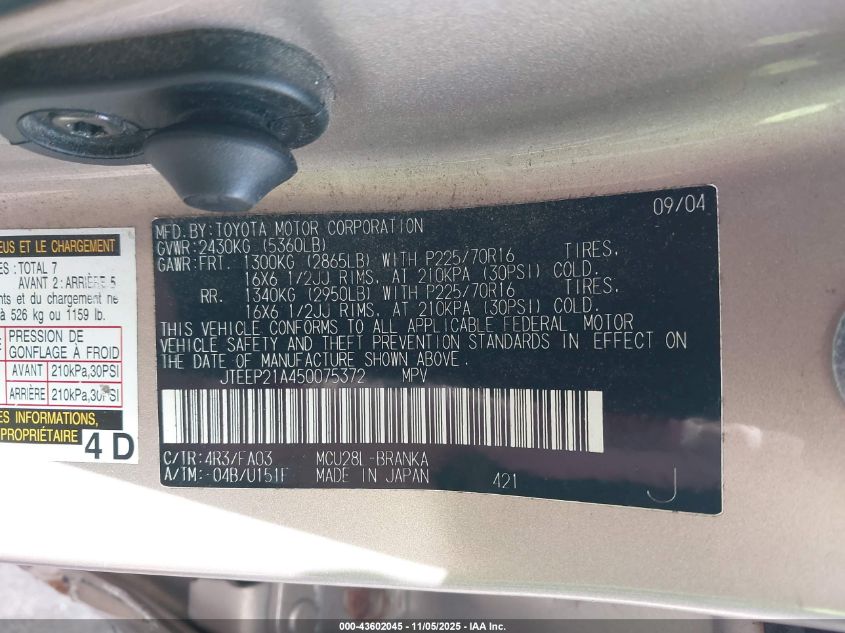 EUS ET LE CHARGEMENT
ES : TOTAL 7
AVANT 2 : ARRIÈRE 5
nts et du chargement ne
à 526 kg ou 1159 lb.
PRESSION DE
GONFLAGE À FROID
AVANT 210kPa,30PSI
ARRIÈRE 210kPa,30PSI
ES INFORMATIONS,
PROPRIÉTAIRE
4 D
09/04
MFD.BY:TOYOTA MOTOR CORPORATION
GVWR:2430KG (5360LB)
GAWR:FRT. 1300KG (2865LB) WITH P225/70R16 TIRES,
16X6 1/2JJ RIMS, AT 210KPA (30PSI) COLD.
RR. 1340KG (2950LB) WITH P225/70R16 TIRES,
16X6 1/2JJ RIMS, AT 210KPA (30PSI) COLD.
THIS VEHICLE CONFORMS TO ALL APPLICABLE FEDERAL MOTOR
VEHICLE SAFETY AND THEFT PREVENTION STANDARDS IN EFFECT ON
THE DATE OF MANUFACTURE SHOWN ABOVE.
JTEEP21A450075372 MPV
C/TR:4R3/FA03 MCU28L-BRANKA
A/TM:-04B/U151F MADE IN JAPAN 421
J
000-43602045 - 11/05/2025 - IAA Inc.